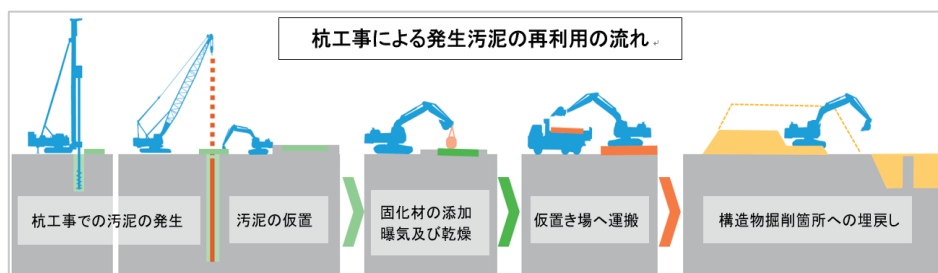 杭工事による発生汚泥の再利用の流れ
杭工事での汚泥の発生
汚泥の仮置
固化材の添加
曝気及び乾燥
仮置き場へ運搬
構造物掘削箇所への埋戻し